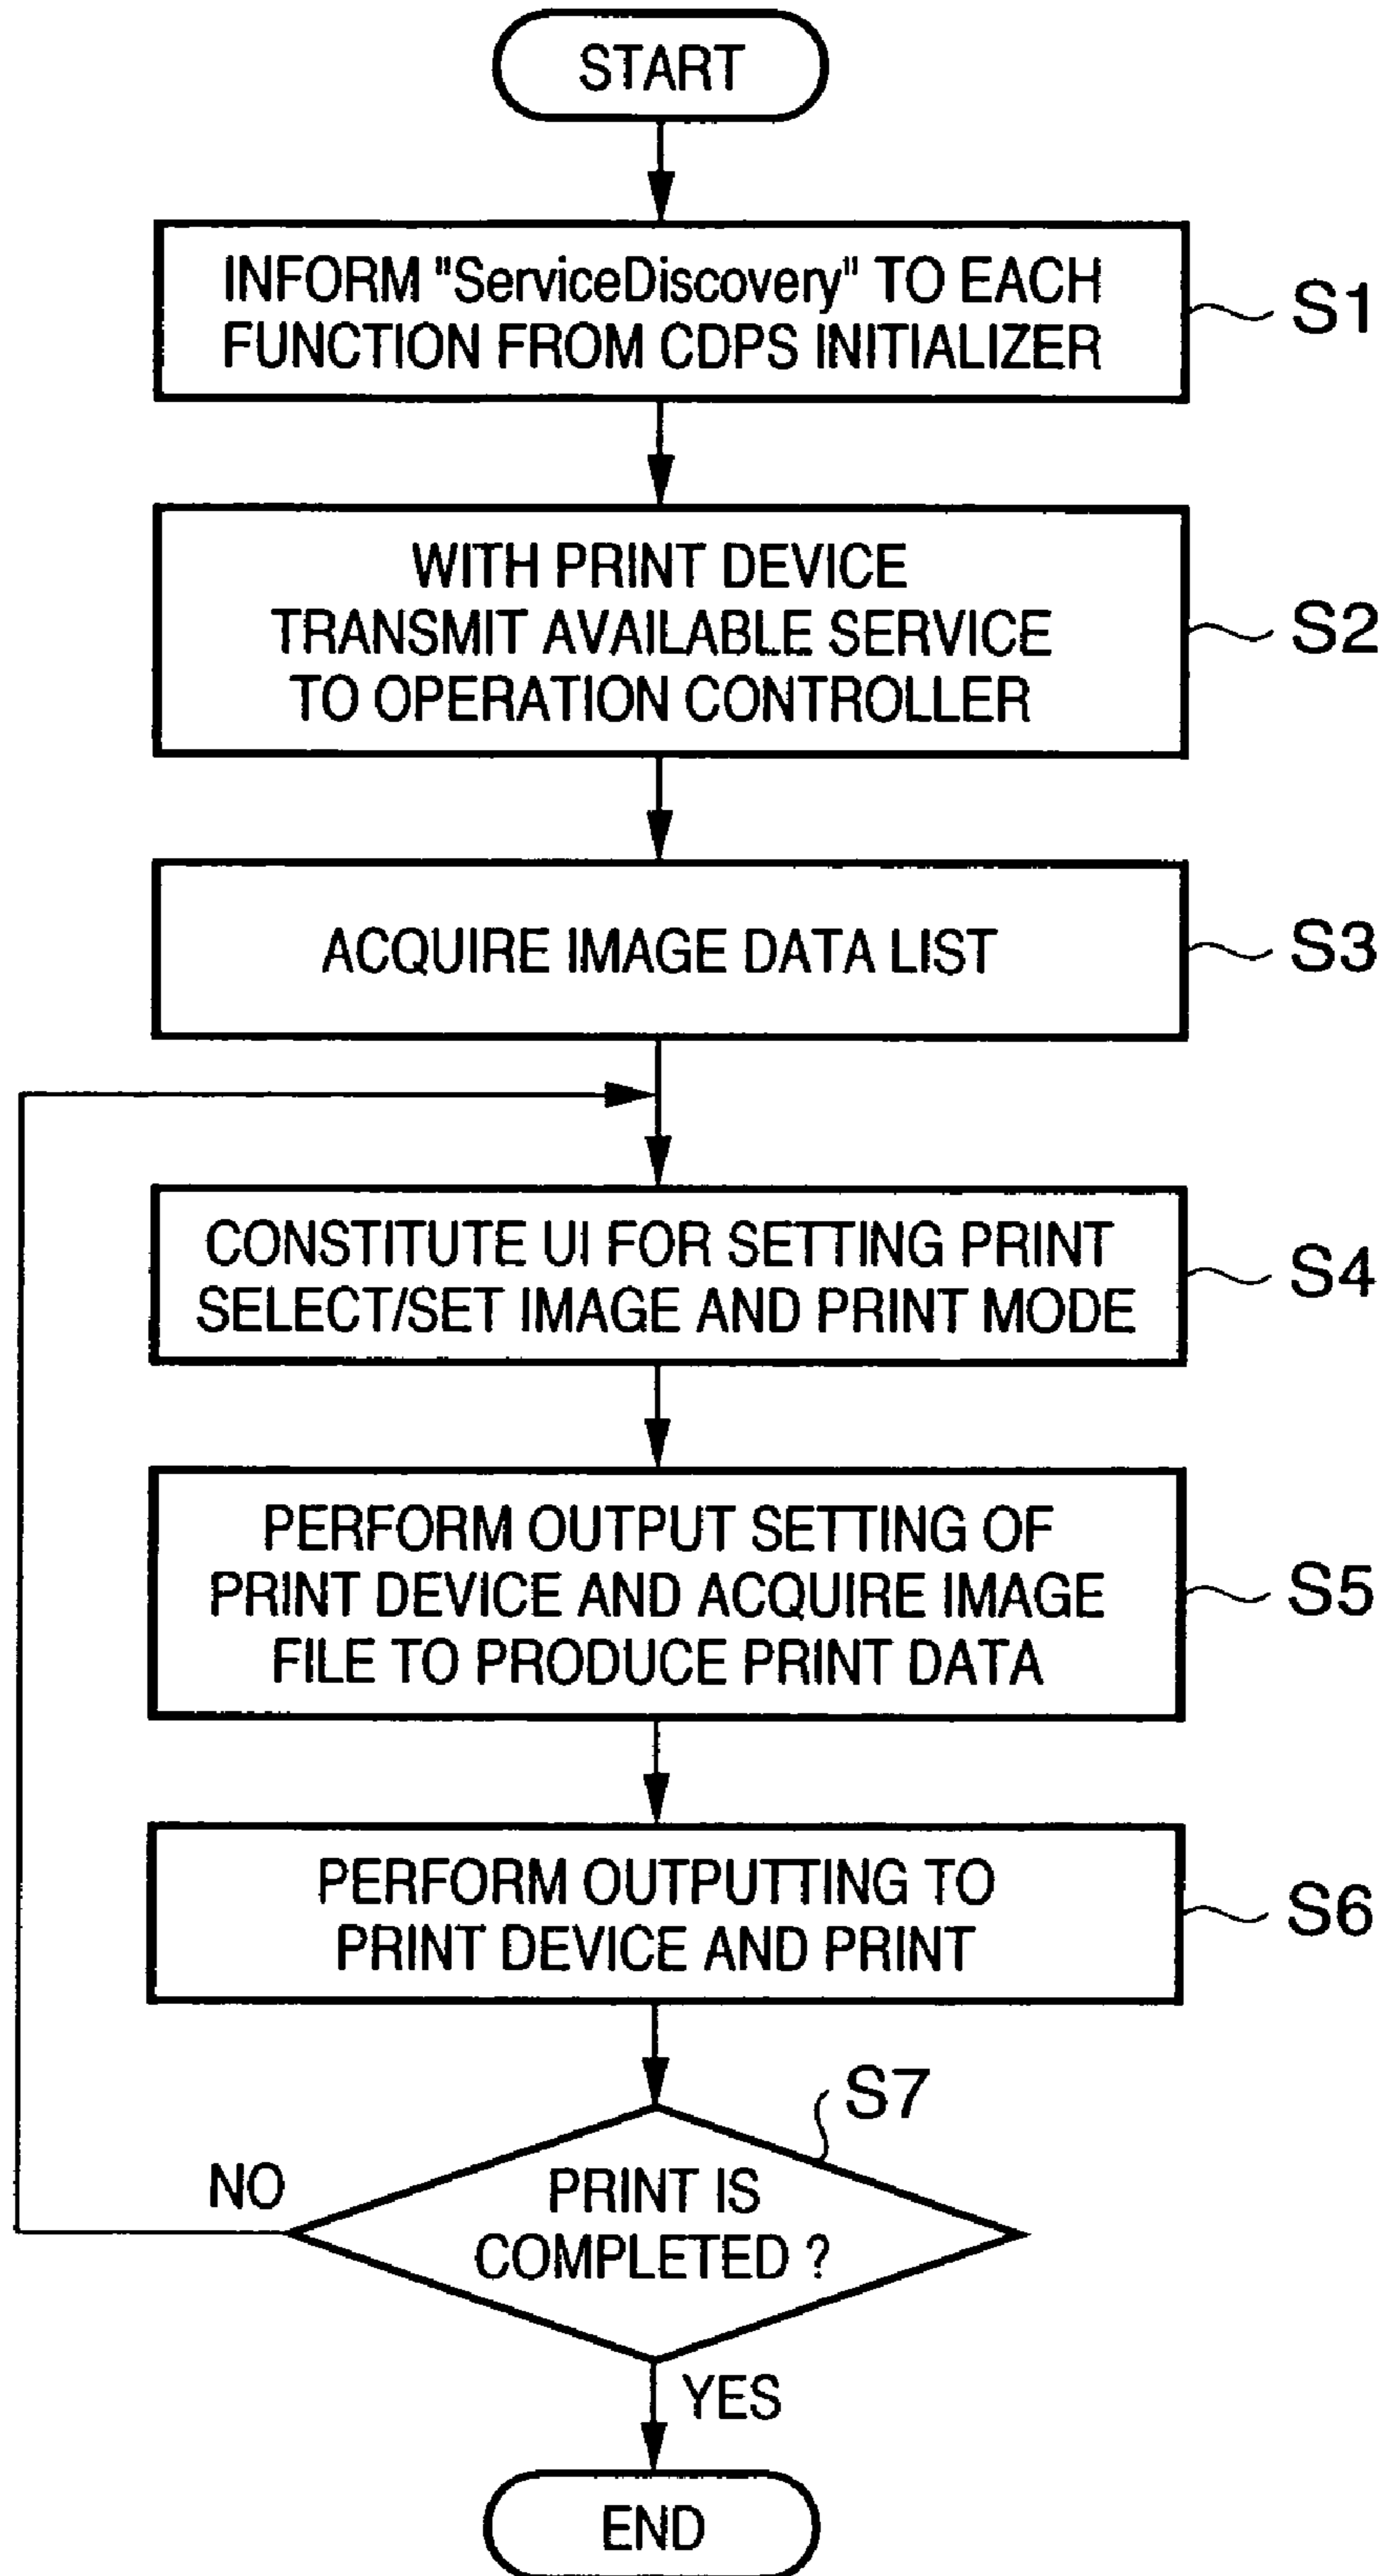 START
INFORM "ServiceDiscovery" TO EACH
FUNCTION FROM CDPS INITIALIZER
S1
WITH PRINT DEVICE
TRANSMIT AVAILABLE SERVICE
TO OPERATION CONTROLLER
S2
ACQUIRE IMAGE DATA LIST
S3
CONSTITUTE UI FOR SETTING PRINT
SELECT/SET IMAGE AND PRINT MODE
S4
PERFORM OUTPUT SETTING OF
PRINT DEVICE AND ACQUIRE IMAGE
FILE TO PRODUCE PRINT DATA
S5
PERFORM OUTPUTTING TO
PRINT DEVICE AND PRINT
S6
S7
NO
PRINT IS
COMPLETED ?
YES
END